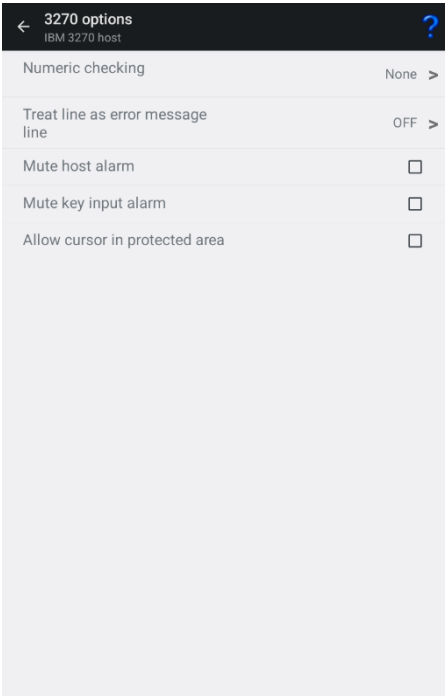 3270 options
IBM 3270 host
?
Numeric checking
None >
Treat line as error message
line
OFF >
Mute host alarm
Mute key input alarm
Allow cursor in protected area